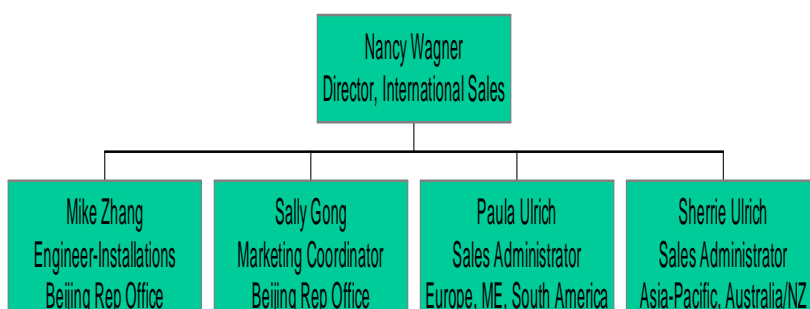 Nancy Wagner
Director, International Sales
Mike Zhang
Engineer-Installations
Beijing Rep Office
Sally Gong
Marketing Coordinator
Beijing Rep Office
Paula Ulrich
Sales Administrator
Europe, ME, South America
Sherrie Ulrich
Sales Administrator
Asia-Pacific, Australia/NZ